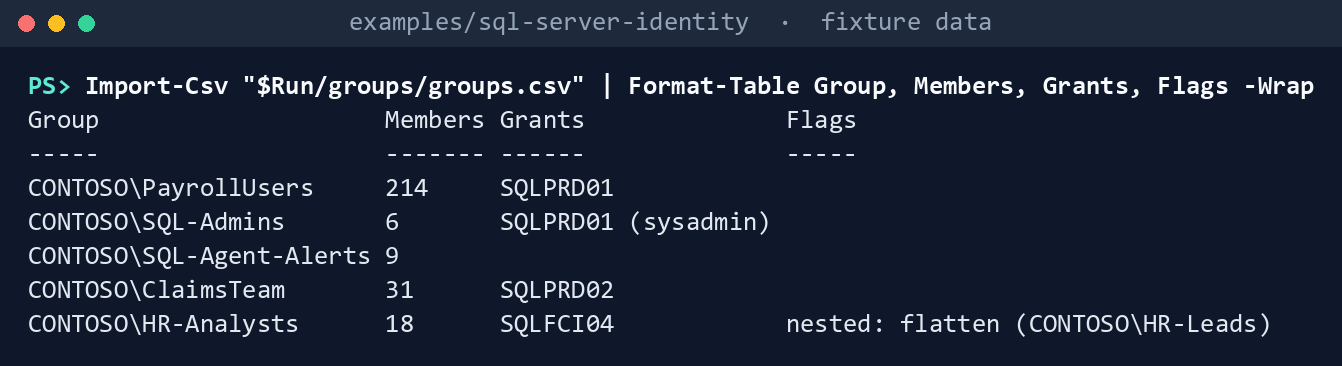 examples/sql-server-identity · fixture data
PS> Import-Csv "$Run/groups/groups.csv" | Format-Table Group, Members, Grants, Flags -Wrap
Group Members Grants Flags
----- ------- ------ -----
CONTOSO\PayrollUsers 214 SQLPRD01
CONTOSO\SQL-Admins 6 SQLPRD01 (sysadmin)
CONTOSO\SQL-Agent-Alerts 9
CONTOSO\ClaimsTeam 31 SQLPRD02
CONTOSO\HR-Analysts 18 SQLFCI04 nested: flatten (CONTOSO\HR-Leads)